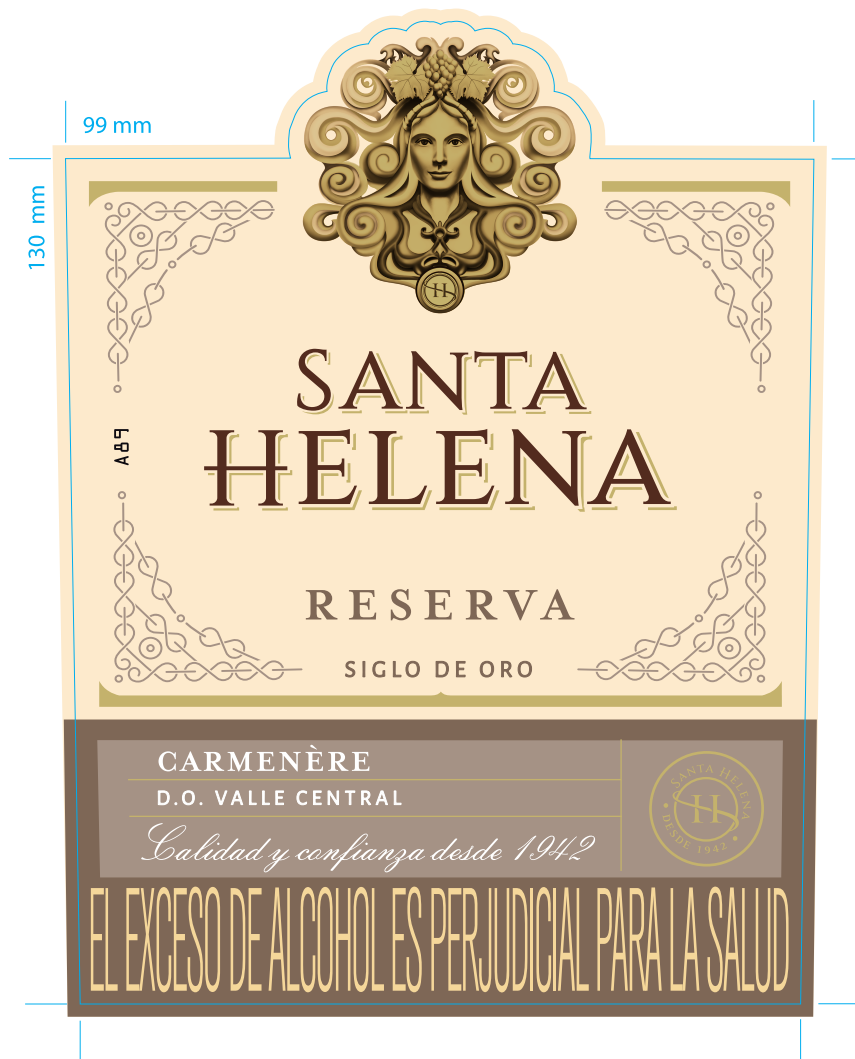 99 mm
130 mm
H
SANTA
HELENA
A89
RESERVA
SIGLO DE ORO
CARMENÈRE
D.O. VALLE CENTRAL
Calidad y confianza desde 1942
SANTA HELENA
H
• DESDE 1942 •
EL EXCESO DE ALCOHOL ES PERJUDICIAL PARA LA SALUD